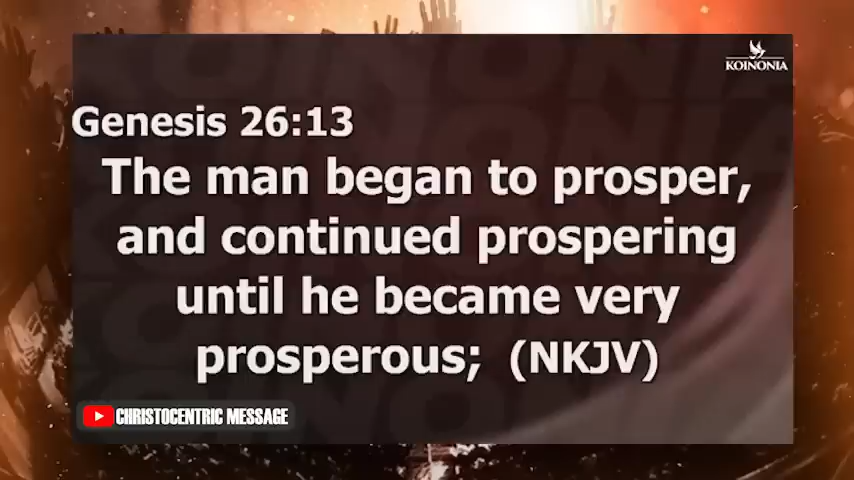 KOINONIA
Genesis 26:13
The man began to prosper,
and continued prospering
until he became very
prosperous; (NKJV)
CHRISTOCENTRIC MESSAGE